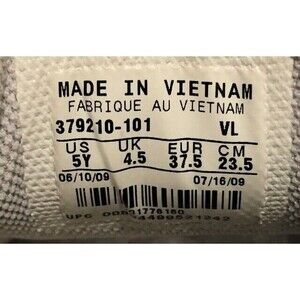 MADE IN VIETNAM
FABRIQUE AU VIETNAM
379210-101 VL
US UK EUR CM
5Y 4.5 37.5 23.5
06/10/09 07/16/09
UPC